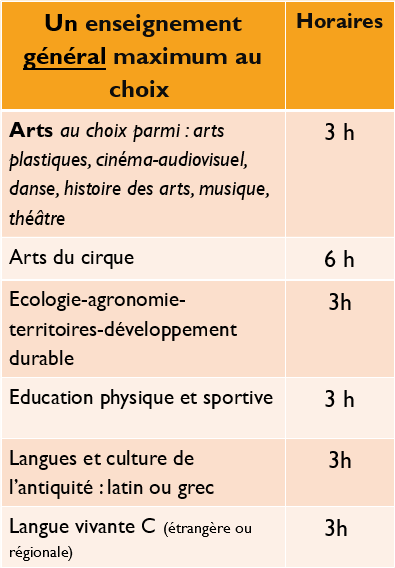 Un enseignement
général maximum au
choix
Horaires
Arts au choix parmi : arts
plastiques, cinéma-audiovisuel,
danse, histoire des arts, musique,
théâtre
3 h
Arts du cirque
6 h
Ecologie-agronomie-
territoires-développement
durable
3h
Education physique et sportive
3 h
Langues et culture de
l'antiquité : latin ou grec
3h
Langue vivante C (étrangère ou
régionale)
3h